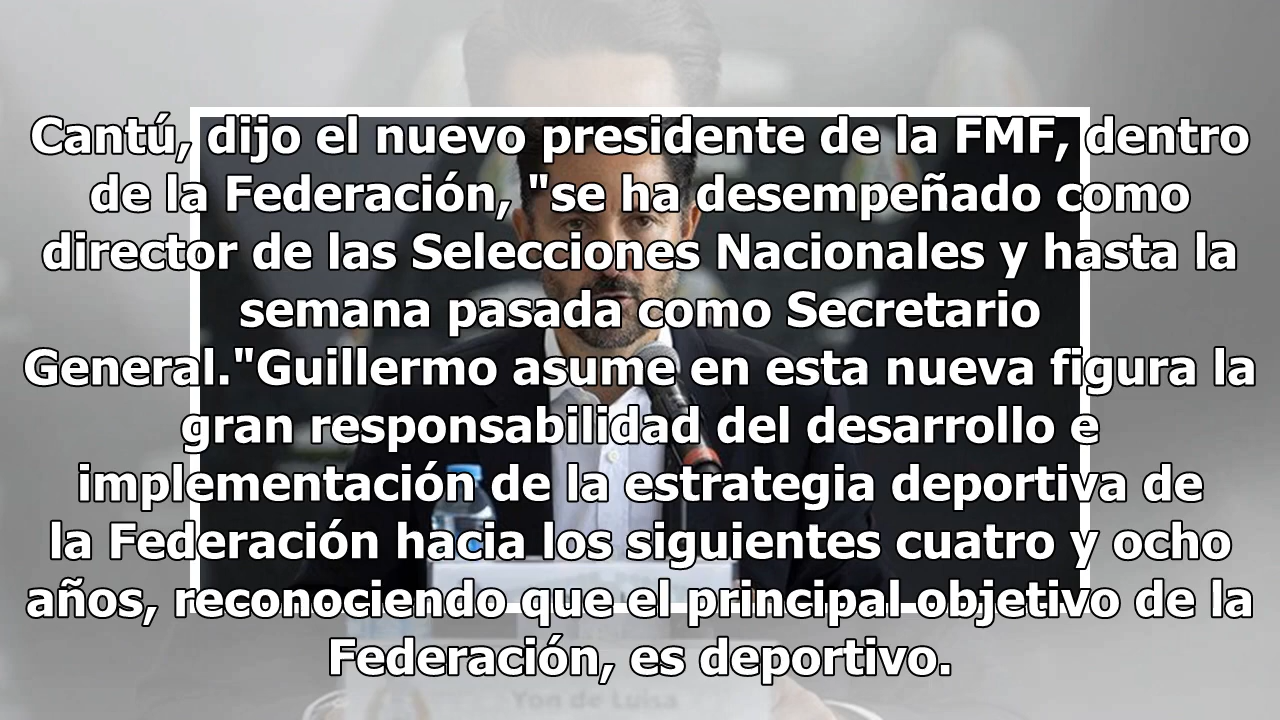 Cantú, dijo el nuevo presidente de la FMF, dentro
de la Federación, "se ha desempeñado como
director de las Selecciones Nacionales y hasta la
semana pasada como Secretario
General."Guillermo asume en esta nueva figura la
gran responsabilidad del desarrollo e
implementación de la estrategia deportiva de
la Federación hacia los siguientes cuatro y ocho
años, reconociendo que el principal objetivo de la
Federación, es deportivo.
Yon de Luisa